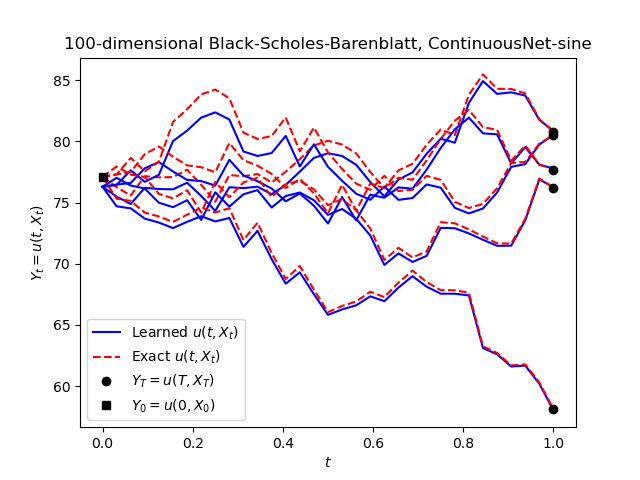 100-dimensional Black-Scholes-Barenblatt, ContinuousNet-sine
Y_t = u(t, X_t)
85
80
75
70
65
60
Learned u(t, X_t)
Exact u(t, X_t)
Y_T = u(T, X_T)
Y_0 = u(0, X_0)
0.0 0.2 0.4 0.6 0.8 1.0
t